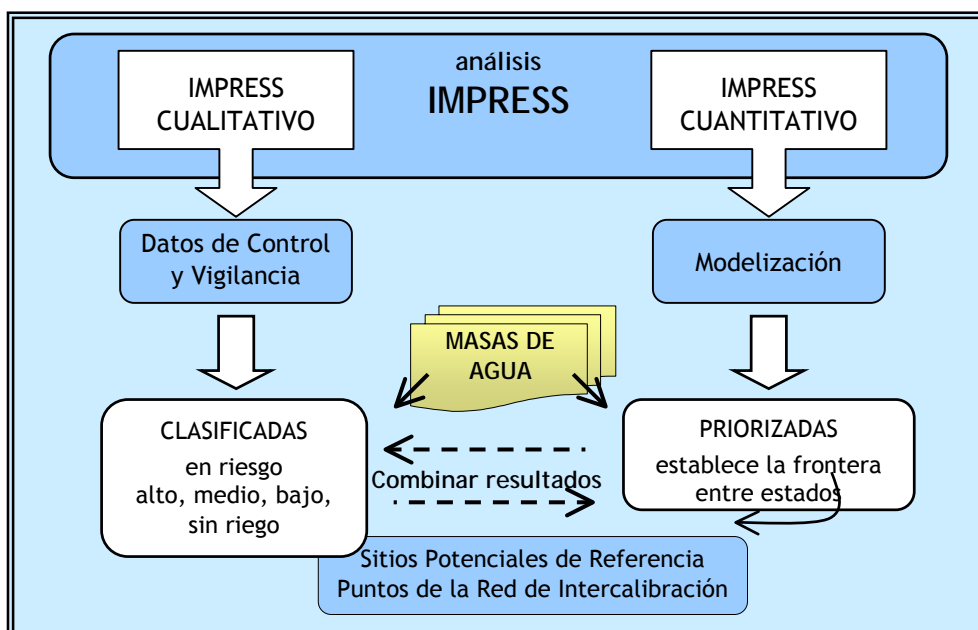 análisis
IMPRESS
IMPRESS
CUALITATIVO
IMPRESS
CUANTITATIVO
Datos de Control
y Vigilancia
Modelización
MASAS DE
AGUA
CLASIFICADAS
en riesgo
alto, medio, bajo,
sin riego
Combinar resultados
PRIORIZADAS
establece la frontera
entre estados
Sitios Potenciales de Referencia
Puntos de la Red de Intercalibración